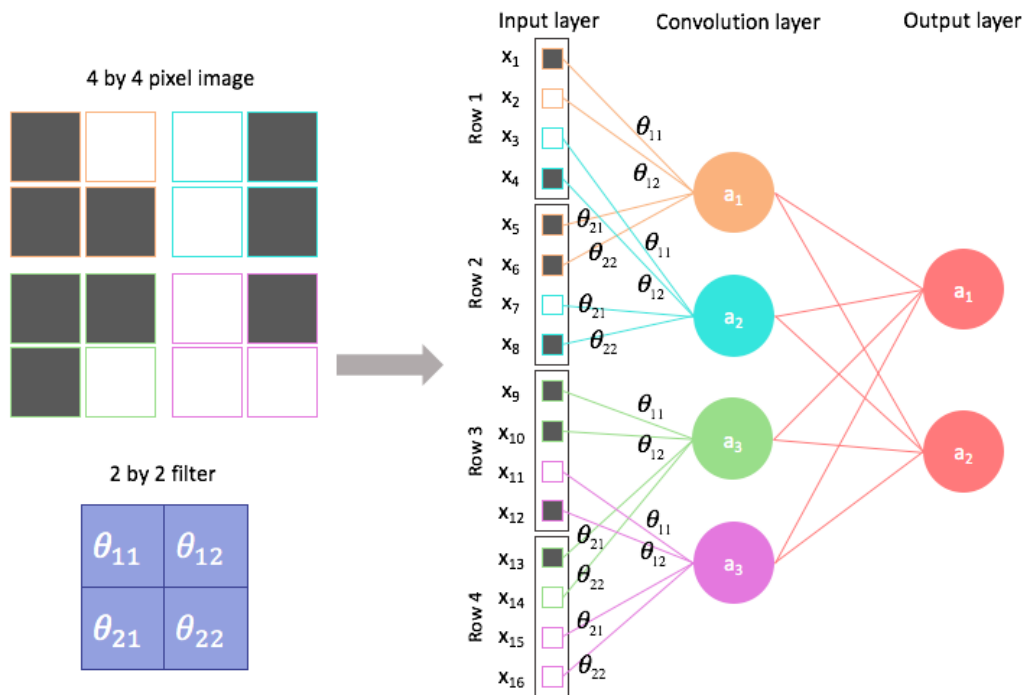 4 by 4 pixel image
2 by 2 filter
θ11 θ12
θ21 θ22
Input layer
Convolution layer
Output layer
Row 1
x1
x2
x3
x4
Row 2
x5
x6
x7
x8
Row 3
x9
x10
x11
x12
Row 4
x13
x14
x15
x16
θ11
θ12
θ21
θ22
θ11
θ12
θ21
θ22
θ11
θ12
θ21
θ22
θ11
θ12
θ21
θ22
a1
a2
a3
a3
a1
a2